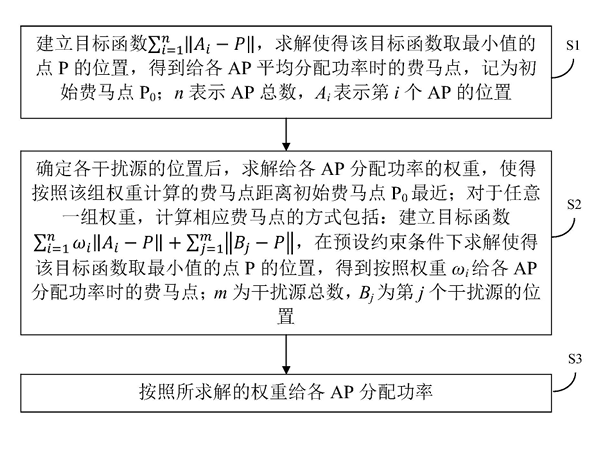 建立目标函数∑ⁿᵢ₌₁‖Aᵢ − P‖，求解使得该目标函数取最小值的
点 P 的位置，得到给各 AP 平均分配功率时的费马点，记为初
始费马点 P₀；n 表示 AP 总数，Aᵢ表示第 i 个 AP 的位置
S1
确定各干扰源的位置后，求解给各 AP 分配功率的权重，使得
按照该组权重计算的费马点距离初始费马点 P₀ 最近；对于任意
一组权重，计算相应费马点的方式包括：建立目标函数
∑ⁿᵢ₌₁ ωᵢ‖Aᵢ − P‖ + ∑ᵐⱼ₌₁‖Bⱼ − P‖，在预设约束条件下求解使得
该目标函数取最小值的点 P 的位置，得到按照权重 ωᵢ 给各 AP
分配功率时的费马点；m 为干扰源总数，Bⱼ 为第 j 个干扰源的位
置
S2
按照所求解的权重给各 AP 分配功率
S3